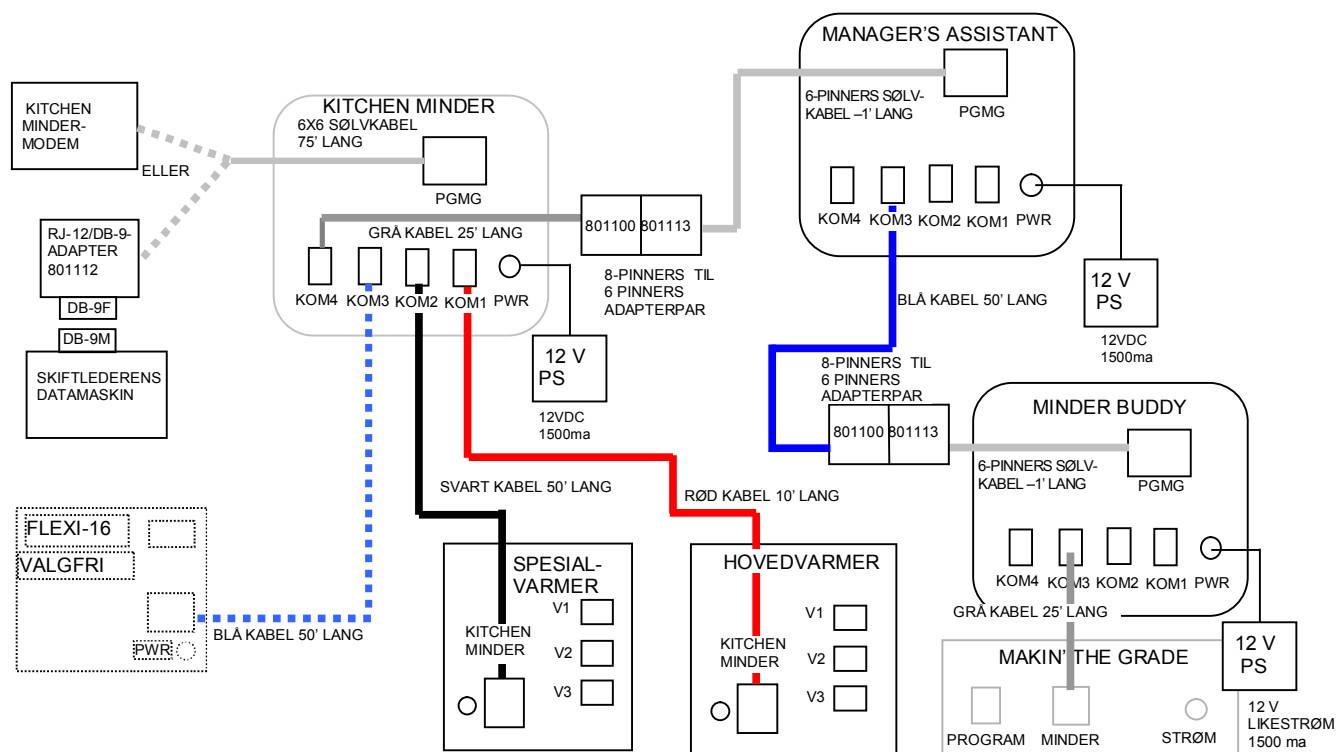 KITCHEN
MINDER-
MODEM
ELLER
RJ-12/DB-9-
ADAPTER
801112
DB-9F
DB-9M
SKIFTLEDERENS
DATAMASKIN
KITCHEN MINDER
6X6 SØLVKABEL
75' LANG
PGMG
GRÅ KABEL 25' LANG
KOM4
KOM3
KOM2
KOM1
PWR
12 V
PS
12VDC
1500ma
801100
801113
8-PINNERS TIL
6 PINNERS
ADAPTERPAR
MANAGER'S ASSISTANT
6-PINNERS SØLV-
KABEL –1' LANG
PGMG
KOM4
KOM3
KOM2
KOM1
PWR
12 V
PS
12VDC
1500ma
BLÅ KABEL 50' LANG
8-PINNERS TIL
6 PINNERS
ADAPTERPAR
801100
801113
MINDER BUDDY
6-PINNERS SØLV-
KABEL –1' LANG
PGMG
KOM4
KOM3
KOM2
KOM1
PWR
GRÅ KABEL 25' LANG
12 V
PS
12 V
LIKESTRØM
1500 ma
MAKIN' THE GRADE
PROGRAM
MINDER
STRØM
FLEXI-16
VALGFRI
PWR
BLÅ KABEL 50' LANG
SVART KABEL 50' LANG
RØD KABEL 10' LANG
SPESIAL-
VARMER
V1
V2
V3
KITCHEN
MINDER
HOVEDVARMER
V1
V2
V3
KITCHEN
MINDER